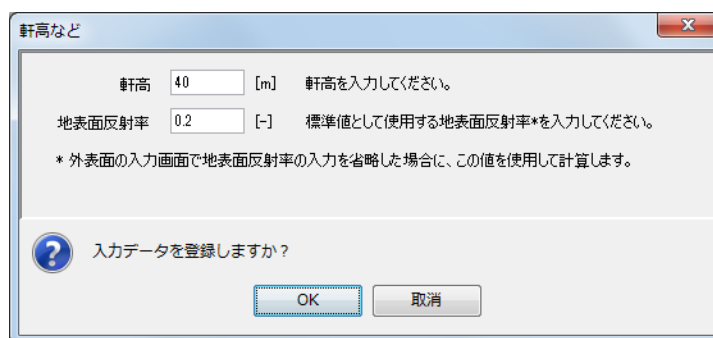 軒高など
軒高 40 [m] 軒高を入力してください。
地表面反射率 0.2 [-] 標準値として使用する地表面反射率*を入力してください。
* 外表面の入力画面で地表面反射率の入力を省略した場合に、この値を使用して計算します。
入力データを登録しますか？
OK 取消